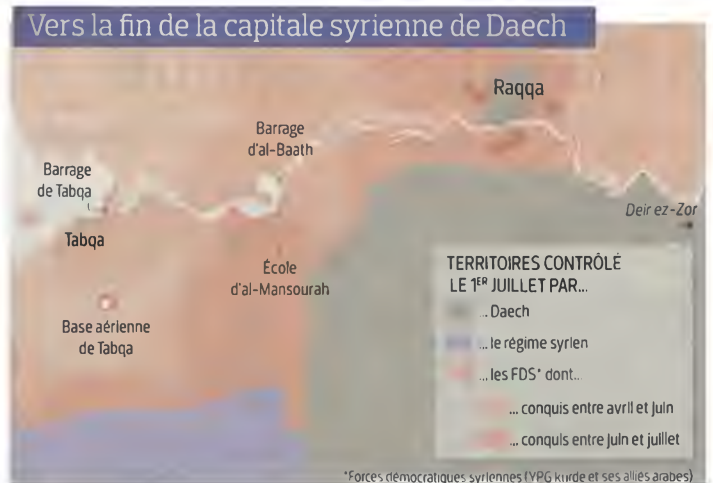 Vers la fin de la capitale syrienne de Daech
Raqqa
Barrage
d'al-Baath
Barrage
de Tabqa
Deir ez-Zor
Tabqa
École
d'al-Mansourah
Base aérienne
de Tabqa
TERRITOIRES CONTRÔLÉ
LE 1ER JUILLET PAR...
... Daech
... le régime syrien
... les FDS* dont..
... conquis entre avril et juin
... conquis entre juin et juillet
*Forces démocratiques syriennes (YPG kurde et ses alliés arabes)